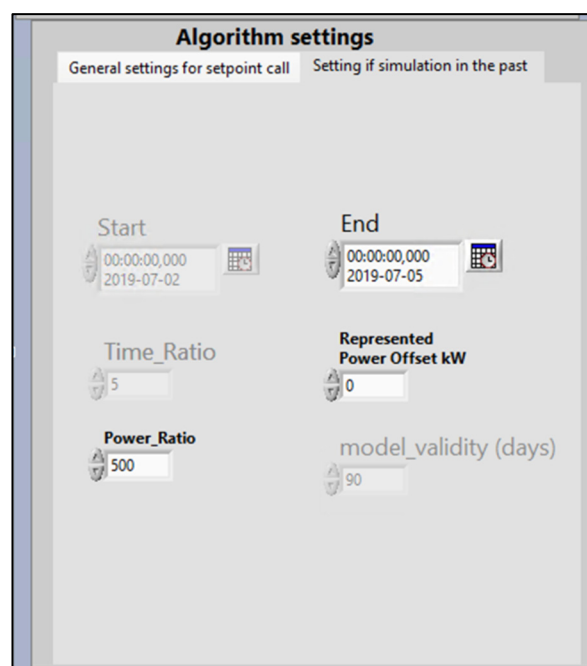 Algorithm settings
General settings for setpoint call
Setting if simulation in the past
Start
00:00:00,000
2019-07-02
End
00:00:00,000
2019-07-05
Time_Ratio
5
Represented
Power Offset kW
0
Power_Ratio
500
model_validity (days)
90